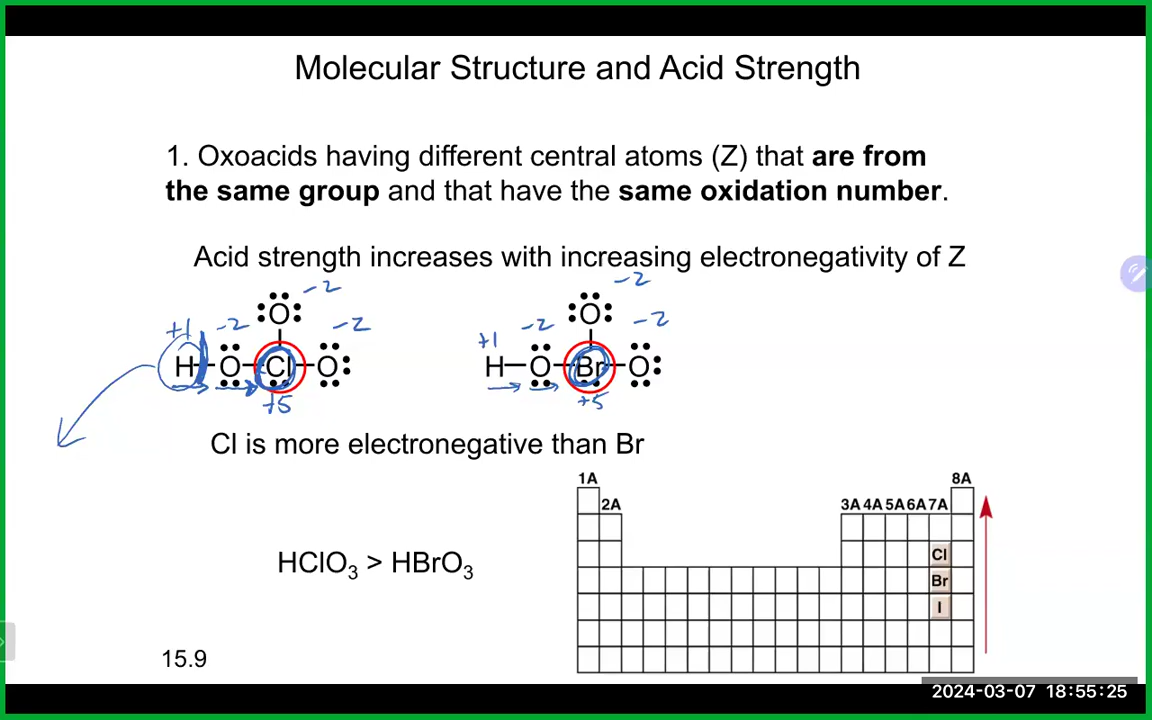 Molecular Structure and Acid Strength
1. Oxoacids having different central atoms (Z) that are from
the same group and that have the same oxidation number.
Acid strength increases with increasing electronegativity of Z
-2 -2
O O
+1 -2 -2 +1 -2 -2
H O Cl O H O Br O
+5 +5
Cl is more electronegative than Br
1A 8A
2A 3A 4A 5A 6A 7A
Cl
HClO3 > HBrO3
Br
I
15.9
2024-03-07 18:55:25